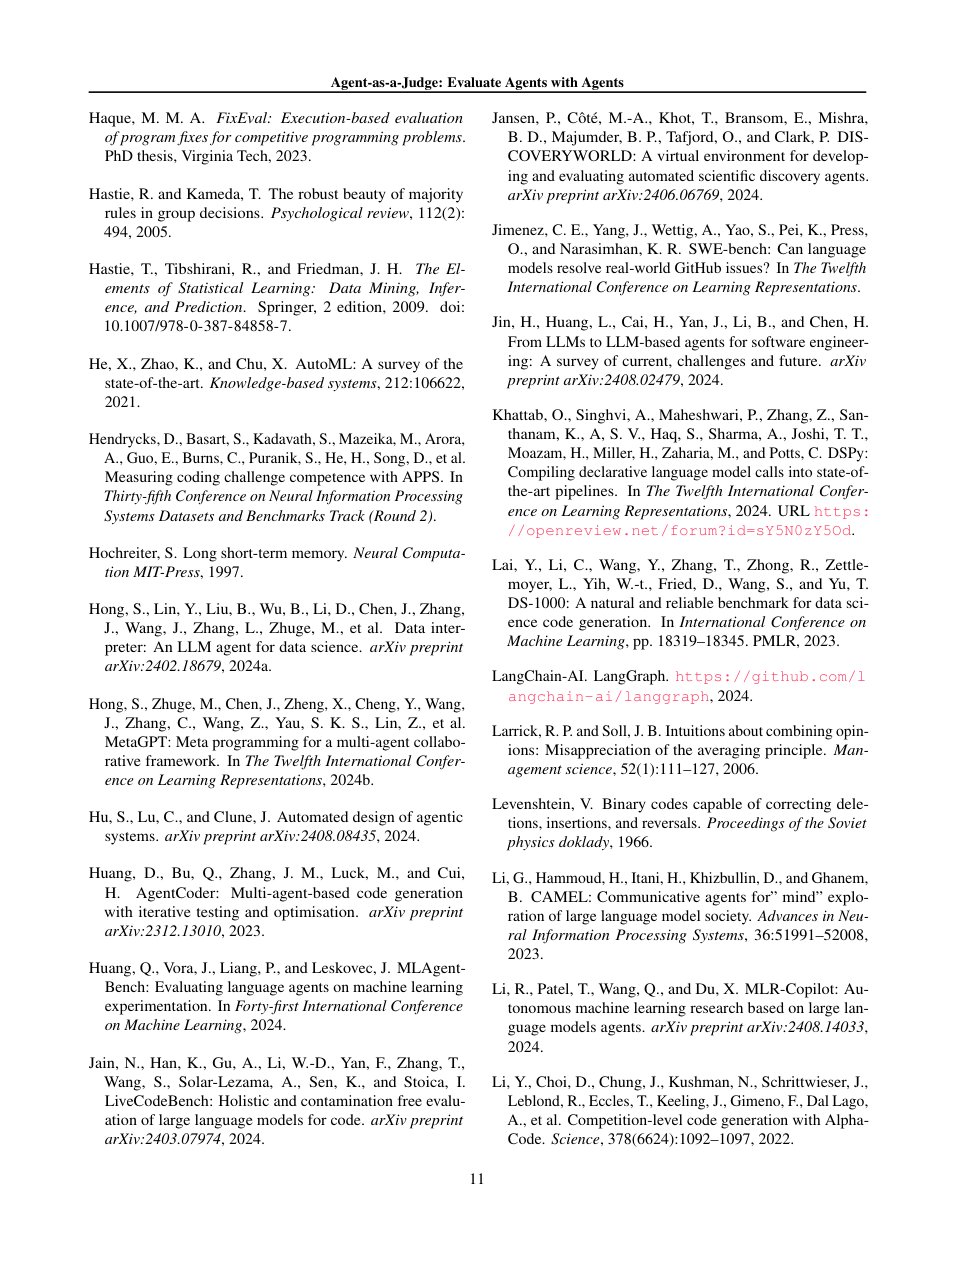 Agent-as-a-Judge: Evaluate Agents with Agents
Haque, M. M. A. FixEval: Execution-based evaluation
of program fixes for competitive programming problems.
PhD thesis, Virginia Tech, 2023.
Hastie, R. and Kameda, T. The robust beauty of majority
rules in group decisions. Psychological review, 112(2):
494, 2005.
Hastie, T., Tibshirani, R., and Friedman, J. H. The El-
ements of Statistical Learning: Data Mining, Infer-
ence, and Prediction. Springer, 2 edition, 2009. doi:
10.1007/978-0-387-84858-7.
He, X., Zhao, K., and Chu, X. AutoML: A survey of the
state-of-the-art. Knowledge-based systems, 212:106622,
2021.
Hendrycks, D., Basart, S., Kadavath, S., Mazeika, M., Arora,
A., Guo, E., Burns, C., Puranik, S., He, H., Song, D., et al.
Measuring coding challenge competence with APPS. In
Thirty-fifth Conference on Neural Information Processing
Systems Datasets and Benchmarks Track (Round 2).
Hochreiter, S. Long short-term memory. Neural Computa-
tion MIT-Press, 1997.
Hong, S., Lin, Y., Liu, B., Wu, B., Li, D., Chen, J., Zhang,
J., Wang, J., Zhang, L., Zhuge, M., et al. Data inter-
preter: An LLM agent for data science. arXiv preprint
arXiv:2402.18679, 2024a.
Hong, S., Zhuge, M., Chen, J., Zheng, X., Cheng, Y., Wang,
J., Zhang, C., Wang, Z., Yau, S. K. S., Lin, Z., et al.
MetaGPT: Meta programming for a multi-agent collabo-
rative framework. In The Twelfth International Confer-
ence on Learning Representations, 2024b.
Hu, S., Lu, C., and Clune, J. Automated design of agentic
systems. arXiv preprint arXiv:2408.08435, 2024.
Huang, D., Bu, Q., Zhang, J. M., Luck, M., and Cui,
H. AgentCoder: Multi-agent-based code generation
with iterative testing and optimisation. arXiv preprint
arXiv:2312.13010, 2023.
Huang, Q., Vora, J., Liang, P., and Leskovec, J. MLAgent-
Bench: Evaluating language agents on machine learning
experimentation. In Forty-first International Conference
on Machine Learning, 2024.
Jain, N., Han, K., Gu, A., Li, W.-D., Yan, F., Zhang, T.,
Wang, S., Solar-Lezama, A., Sen, K., and Stoica, I.
LiveCodeBench: Holistic and contamination free evalu-
ation of large language models for code. arXiv preprint
arXiv:2403.07974, 2024.
Jansen, P., Côté, M.-A., Khot, T., Bransom, E., Mishra,
B. D., Majumder, B. P., Tafjord, O., and Clark, P. DIS-
COVERYWORLD: A virtual environment for develop-
ing and evaluating automated scientific discovery agents.
arXiv preprint arXiv:2406.06769, 2024.
Jimenez, C. E., Yang, J., Wettig, A., Yao, S., Pei, K., Press,
O., and Narasimhan, K. R. SWE-bench: Can language
models resolve real-world GitHub issues? In The Twelfth
International Conference on Learning Representations.
Jin, H., Huang, L., Cai, H., Yan, J., Li, B., and Chen, H.
From LLMs to LLM-based agents for software engineer-
ing: A survey of current, challenges and future. arXiv
preprint arXiv:2408.02479, 2024.
Khattab, O., Singhvi, A., Maheshwari, P., Zhang, Z., San-
thanam, K., A, S. V., Haq, S., Sharma, A., Joshi, T. T.,
Moazam, H., Miller, H., Zaharia, M., and Potts, C. DSPy:
Compiling declarative language model calls into state-of-
the-art pipelines. In The Twelfth International Confer-
ence on Learning Representations, 2024. URL https:
//openreview.net/forum?id=sY5N0zY5Od.
Lai, Y., Li, C., Wang, Y., Zhang, T., Zhong, R., Zettle-
moyer, L., Yih, W.-t., Fried, D., Wang, S., and Yu, T.
DS-1000: A natural and reliable benchmark for data sci-
ence code generation. In International Conference on
Machine Learning, pp. 18319–18345. PMLR, 2023.
LangChain-AI. LangGraph. https://github.com/l
angchain-ai/langgraph, 2024.
Larrick, R. P. and Soll, J. B. Intuitions about combining opin-
ions: Misappreciation of the averaging principle. Man-
agement science, 52(1):111–127, 2006.
Levenshtein, V. Binary codes capable of correcting dele-
tions, insertions, and reversals. Proceedings of the Soviet
physics doklady, 1966.
Li, G., Hammoud, H., Itani, H., Khizbullin, D., and Ghanem,
B. CAMEL: Communicative agents for” mind” explo-
ration of large language model society. Advances in Neu-
ral Information Processing Systems, 36:51991–52008,
2023.
Li, R., Patel, T., Wang, Q., and Du, X. MLR-Copilot: Au-
tonomous machine learning research based on large lan-
guage models agents. arXiv preprint arXiv:2408.14033,
2024.
Li, Y., Choi, D., Chung, J., Kushman, N., Schrittwieser, J.,
Leblond, R., Eccles, T., Keeling, J., Gimeno, F., Dal Lago,
A., et al. Competition-level code generation with Alpha-
Code. Science, 378(6624):1092–1097, 2022.
11